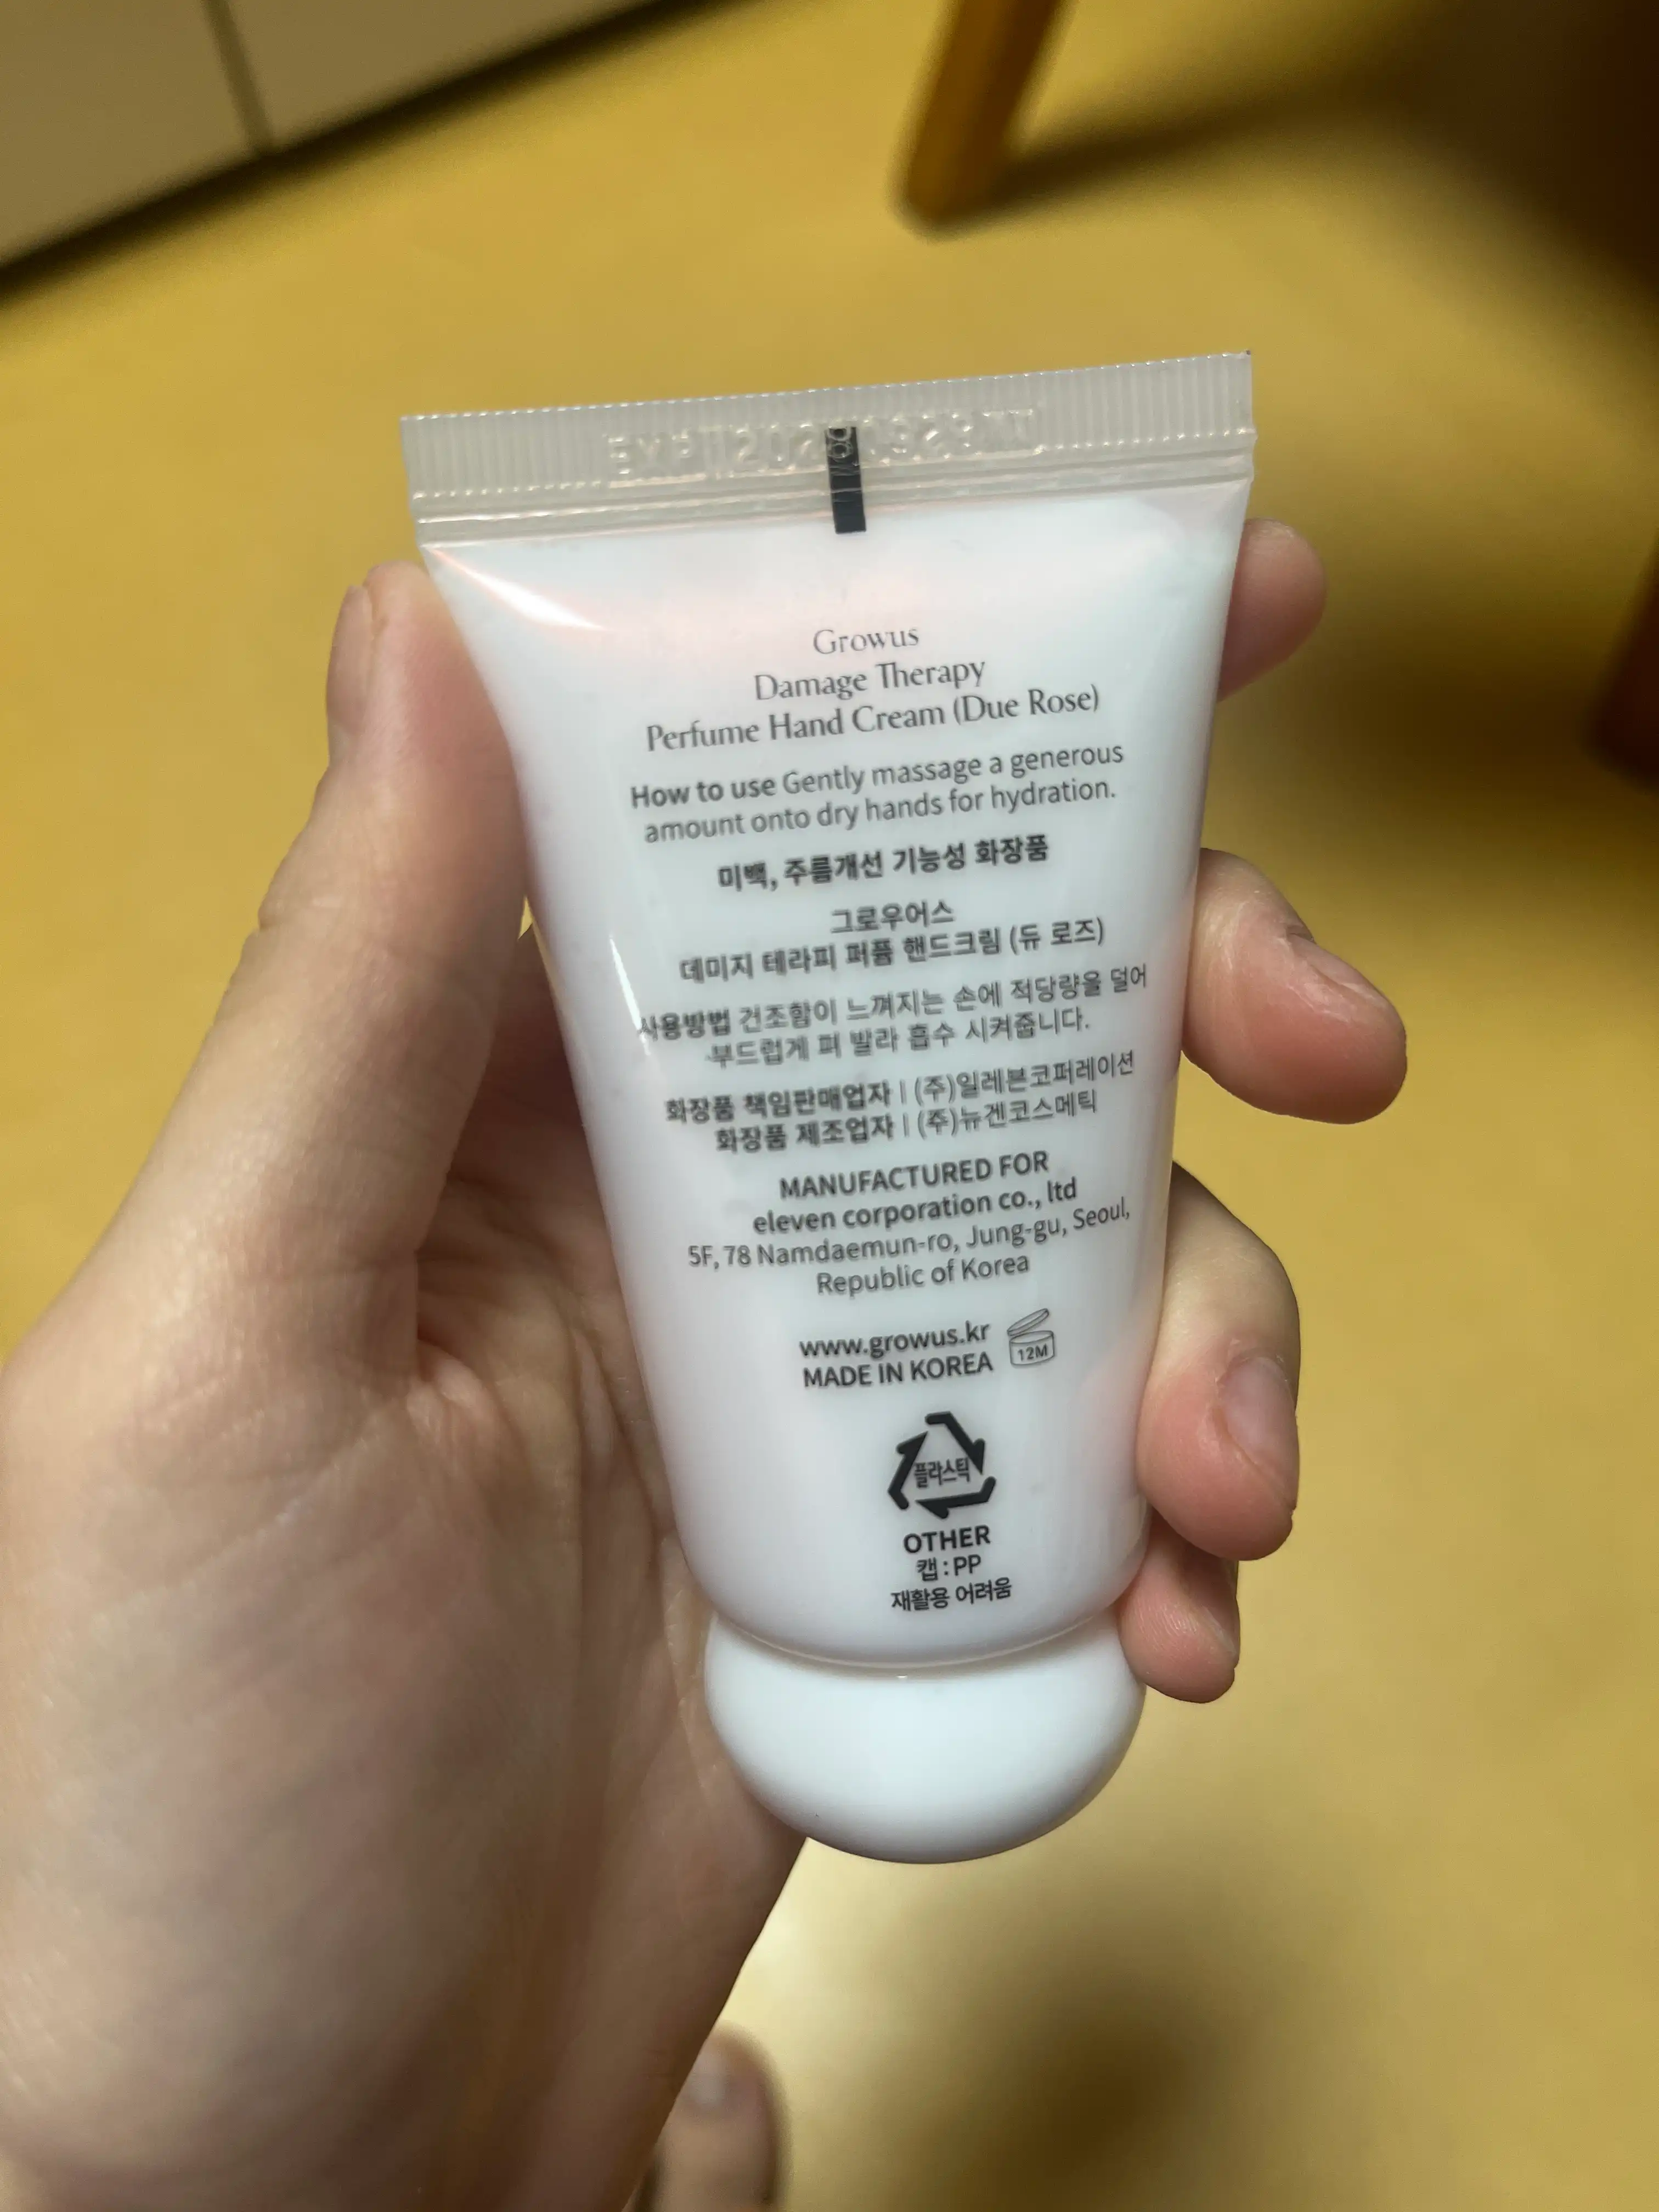 Growus
Damage Therapy
Perfume Hand Cream (Due Rose)
How to use Gently massage a generous
amount onto dry hands for hydration.
미백, 주름개선 기능성 화장품
그로우어스
데미지 테라피 퍼퓸 핸드크림 (듀 로즈)
사용방법 건조함이 느껴지는 손에 적당량을 덜어
부드럽게 펴 발라 흡수 시켜줍니다.
화장품 책임판매업자 | (주)일레븐코퍼레이션
화장품 제조업자 | (주)뉴겐코스메틱
MANUFACTURED FOR
eleven corporation co., ltd
5F, 78 Namdaemun-ro, Jung-gu, Seoul,
Republic of Korea
www.growus.kr
MADE IN KOREA
12M
플라스틱
OTHER
캡 : PP
재활용 어려움